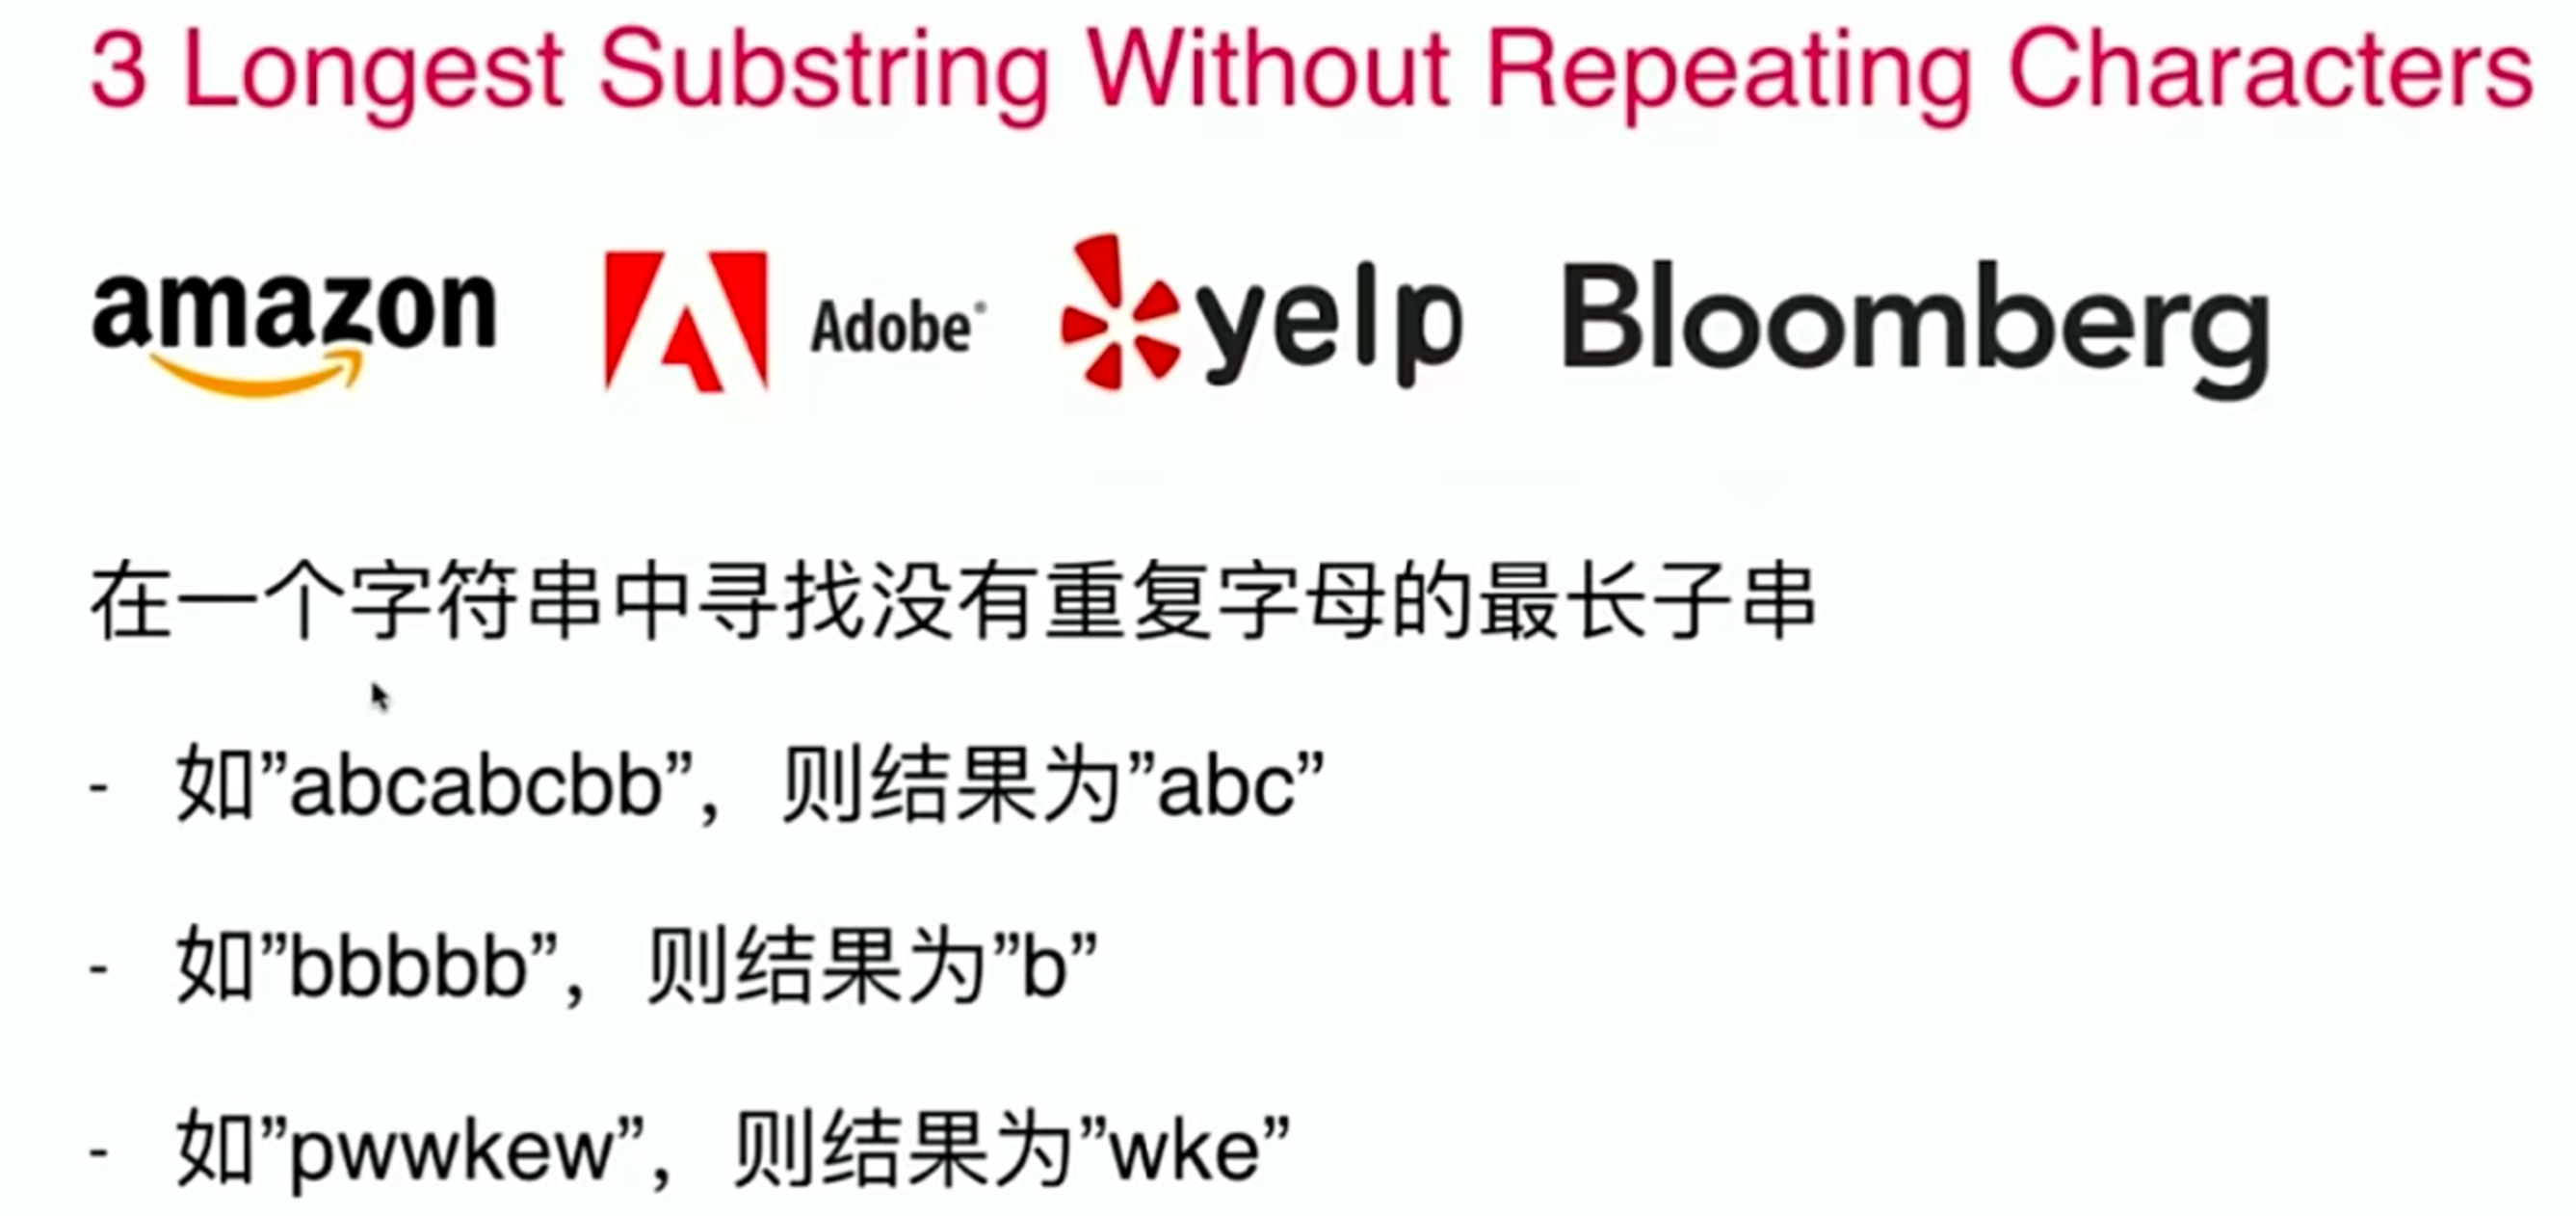 3 Longest Substring Without Repeating Characters
amazon Adobe® yelp Bloomberg
在一个字符串中寻找没有重复字母的最长子串
- 如”abcabcbb”，则结果为”abc”
- 如”bbbbb”，则结果为”b”
- 如”pwwkew”，则结果为”wke”